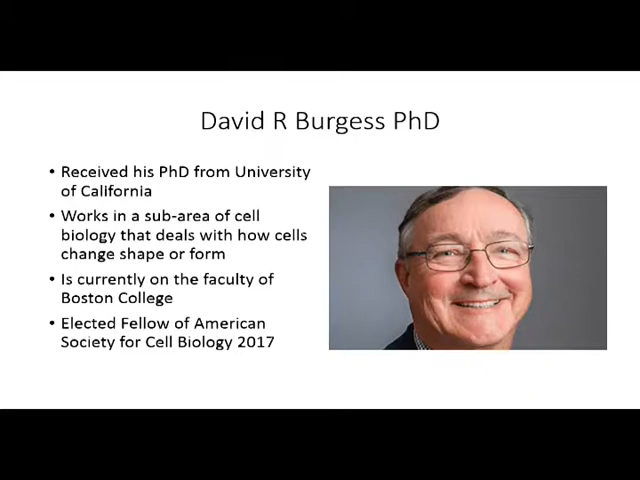 David R Burgess PhD
• Received his PhD from University
of California
• Works in a sub-area of cell
biology that deals with how cells
change shape or form
• Is currently on the faculty of
Boston College
• Elected Fellow of American
Society for Cell Biology 2017